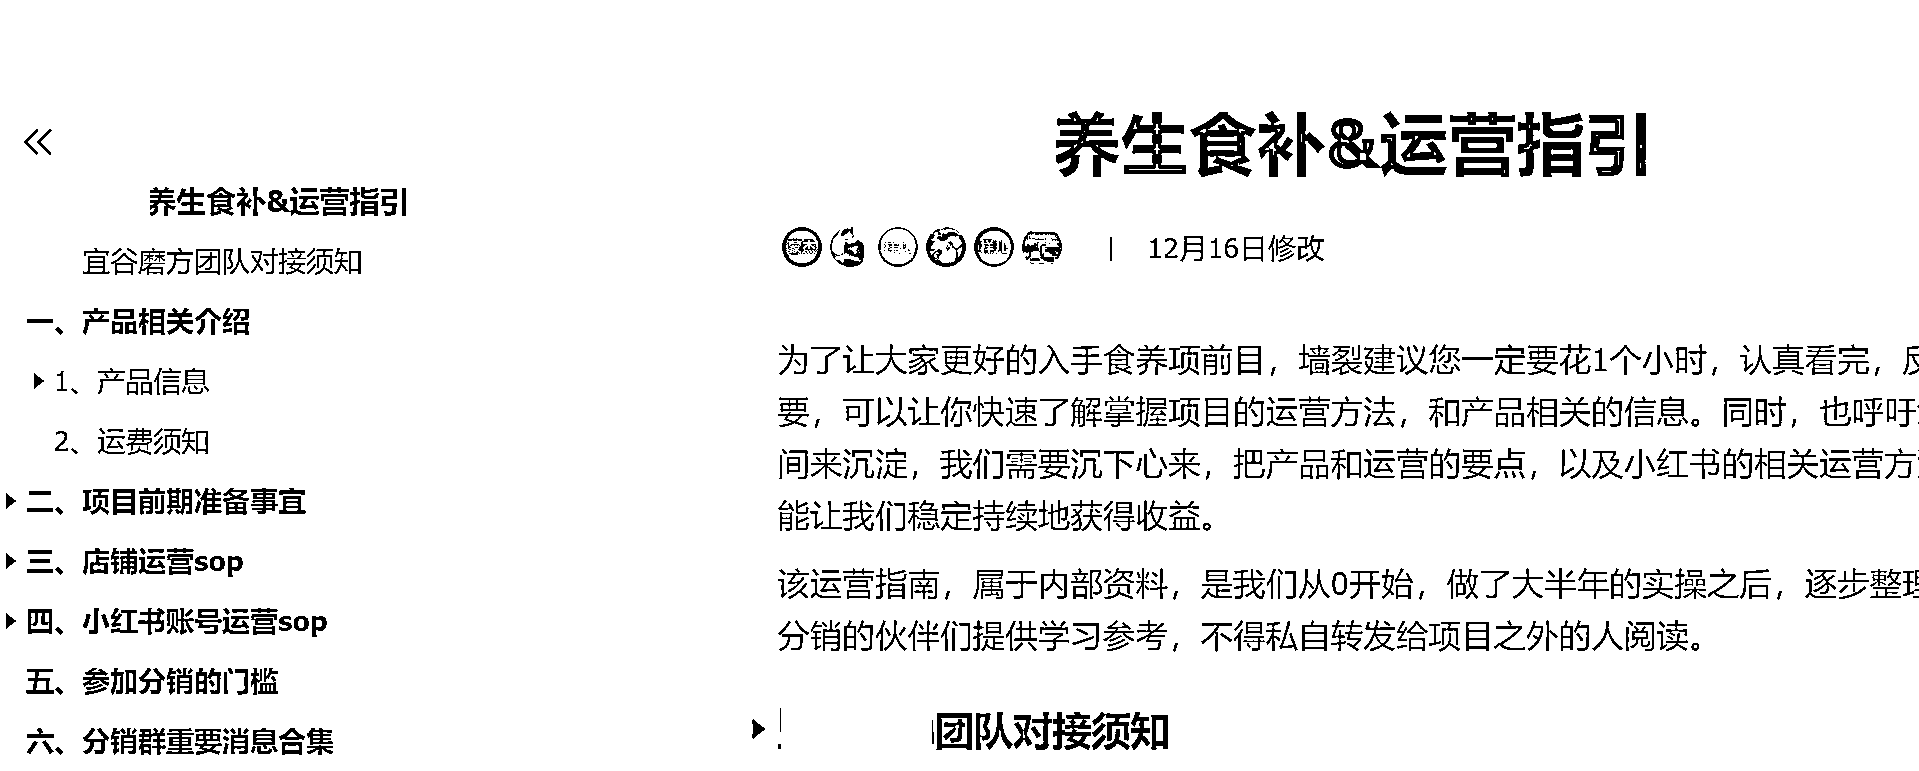 养生食补&运营指引
宜谷磨方团队对接须知
一、产品相关介绍
1、产品信息
2、运费须知
二、项目前期准备事宜
三、店铺运营sop
四、小红书账号运营sop
五、参加分销的门槛
六、分销群重要消息合集
养生食补&运营指引
12月16日修改
为了让大家更好的入手食养项前目，墙裂建议您一定要花1个小时，认真看完，反
要，可以让你快速了解掌握项目的运营方法，和产品相关的信息。同时，也呼吁
间来沉淀，我们需要沉下心来，把产品和运营的要点，以及小红书的相关运营方
能让我们稳定持续地获得收益。
该运营指南，属于内部资料，是我们从0开始，做了大半年的实操之后，逐步整理
分销的伙伴们提供学习参考，不得私自转发给项目之外的人阅读。
团队对接须知